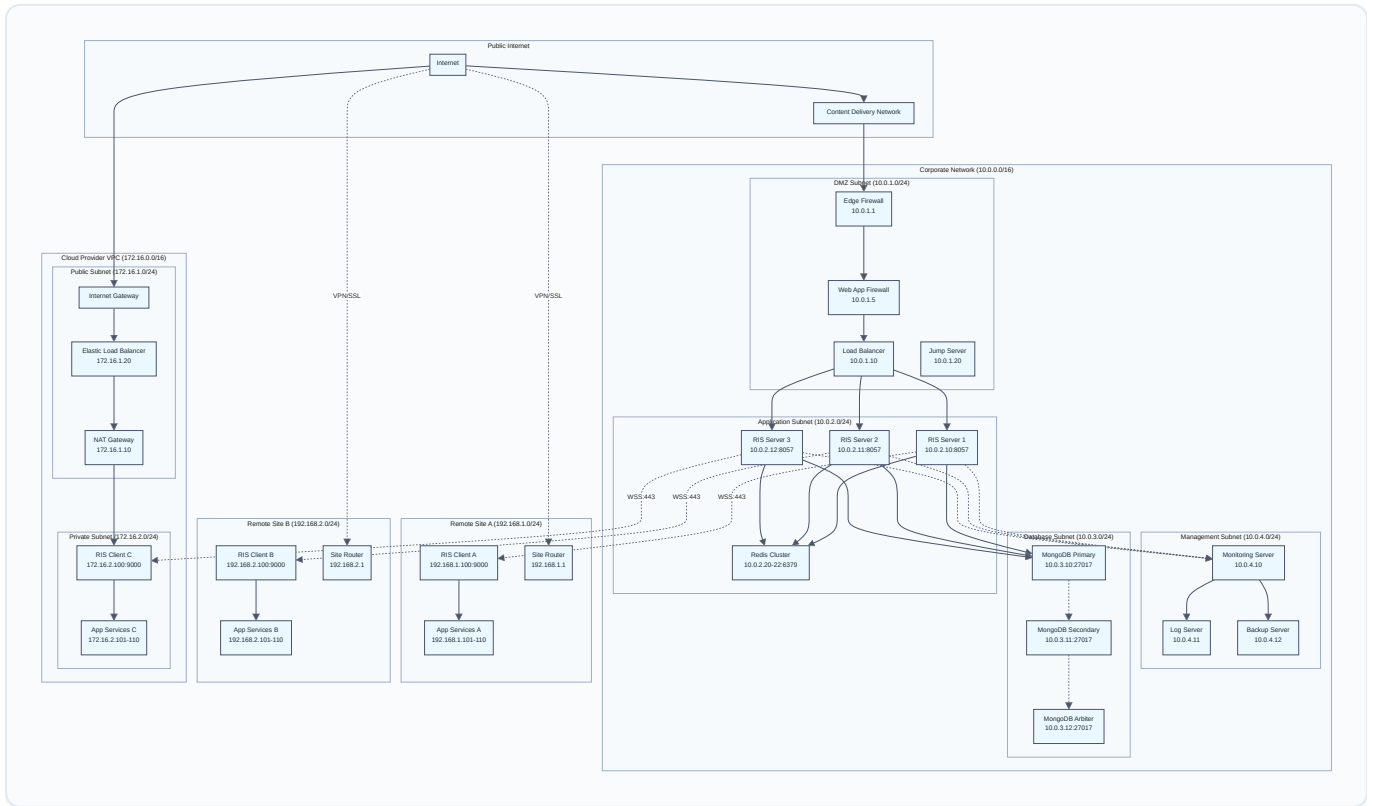 Public Internet
Internet
Content Delivery Network
Corporate Network (10.0.0.0/16)
DMZ Subnet (10.0.1.0/24)
Edge Firewall
10.0.1.1
Cloud Provider VPC (172.16.0.0/16)
Public Subnet (172.16.1.0/24)
Internet Gateway
VPN/SSL
VPN/SSL
Web App Firewall
10.0.1.5
Elastic Load Balancer
172.16.1.20
Load Balancer
10.0.1.10
Jump Server
10.0.1.20
Application Subnet (10.0.2.0/24)
NAT Gateway
172.16.1.10
RIS Server 3
10.0.2.12:8057
RIS Server 2
10.0.2.11:8057
RIS Server 1
10.0.2.10:8057
WSS:443
WSS:443
WSS:443
Remote Site B (192.168.2.0/24)
Remote Site A (192.168.1.0/24)
Private Subnet (172.16.2.0/24)
Database Subnet (10.0.3.0/24)
Management Subnet (10.0.4.0/24)
RIS Client C
172.16.2.100:9000
RIS Client B
192.168.2.100:9000
Site Router
192.168.2.1
RIS Client A
192.168.1.100:9000
Site Router
192.168.1.1
Redis Cluster
10.0.2.20-22:6379
MongoDB Primary
10.0.3.10:27017
Monitoring Server
10.0.4.10
App Services C
172.16.2.101-110
App Services B
192.168.2.101-110
App Services A
192.168.1.101-110
MongoDB Secondary
10.0.3.11:27017
Log Server
10.0.4.11
Backup Server
10.0.4.12
MongoDB Arbiter
10.0.3.12:27017